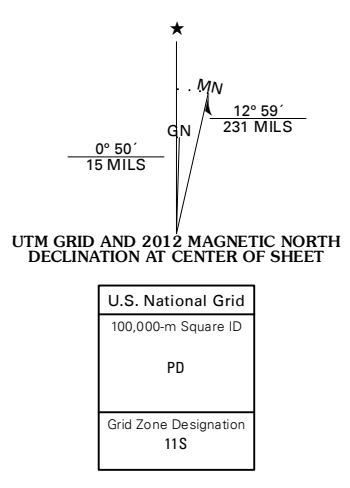 ★
MN
GN
12° 59´
231 MILS
0° 50´
15 MILS
UTM GRID AND 2012 MAGNETIC NORTH
DECLINATION AT CENTER OF SHEET
U.S. National Grid
100,000-m Square ID
PD
Grid Zone Designation
11S